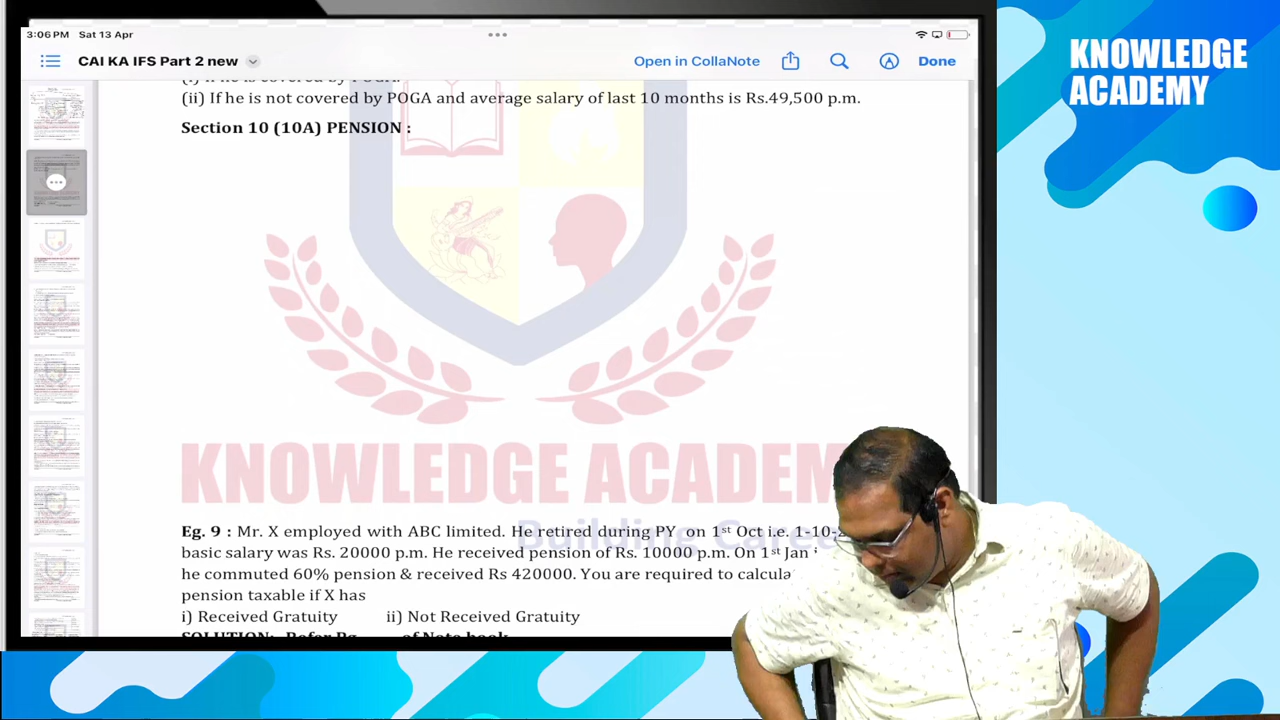 3:06 PM Sat 13 Apr
CAI KA IFS Part 2 new
Open in CollaNote
Done
KNOWLEDGE
ACADEMY
(ii) If he is not covered by POGA and average salary of last 10 months is Rs. 19,500 p.m.
Section 10 (10A) PENSION :
KNOWLEDGE ACADEM
Eg. 9 : Mr. X employed with ABC limited. He retired during PY on 1st Oct i.e. 1-10-2
basic salary was Rs. 20000 p.m. He received pension of Rs. 10000 p.m. On 1st Jan
he commuted 60% pension & received Rs. 420000. You are required to
pension taxable if X has
i) Received Gratuity ii) Not Received Gratuity
SOLUTION: